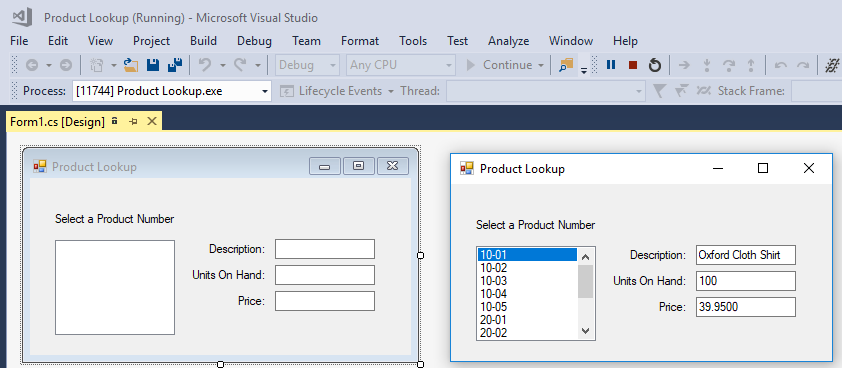 Product Lookup (Running) - Microsoft Visual Studio
File Edit View Project Build Debug Team Format Tools Test Analyze Window Help
Debug Any CPU Continue
Process: [11744] Product Lookup.exe Lifecycle Events Thread: Stack Frame:
Form1.cs [Design]
Product Lookup
Select a Product Number
Description:
Units On Hand:
Price:
Product Lookup
Select a Product Number
10-01
10-02
10-03
10-04
10-05
20-01
20-02
Description: Oxford Cloth Shirt
Units On Hand: 100
Price: 39.9500